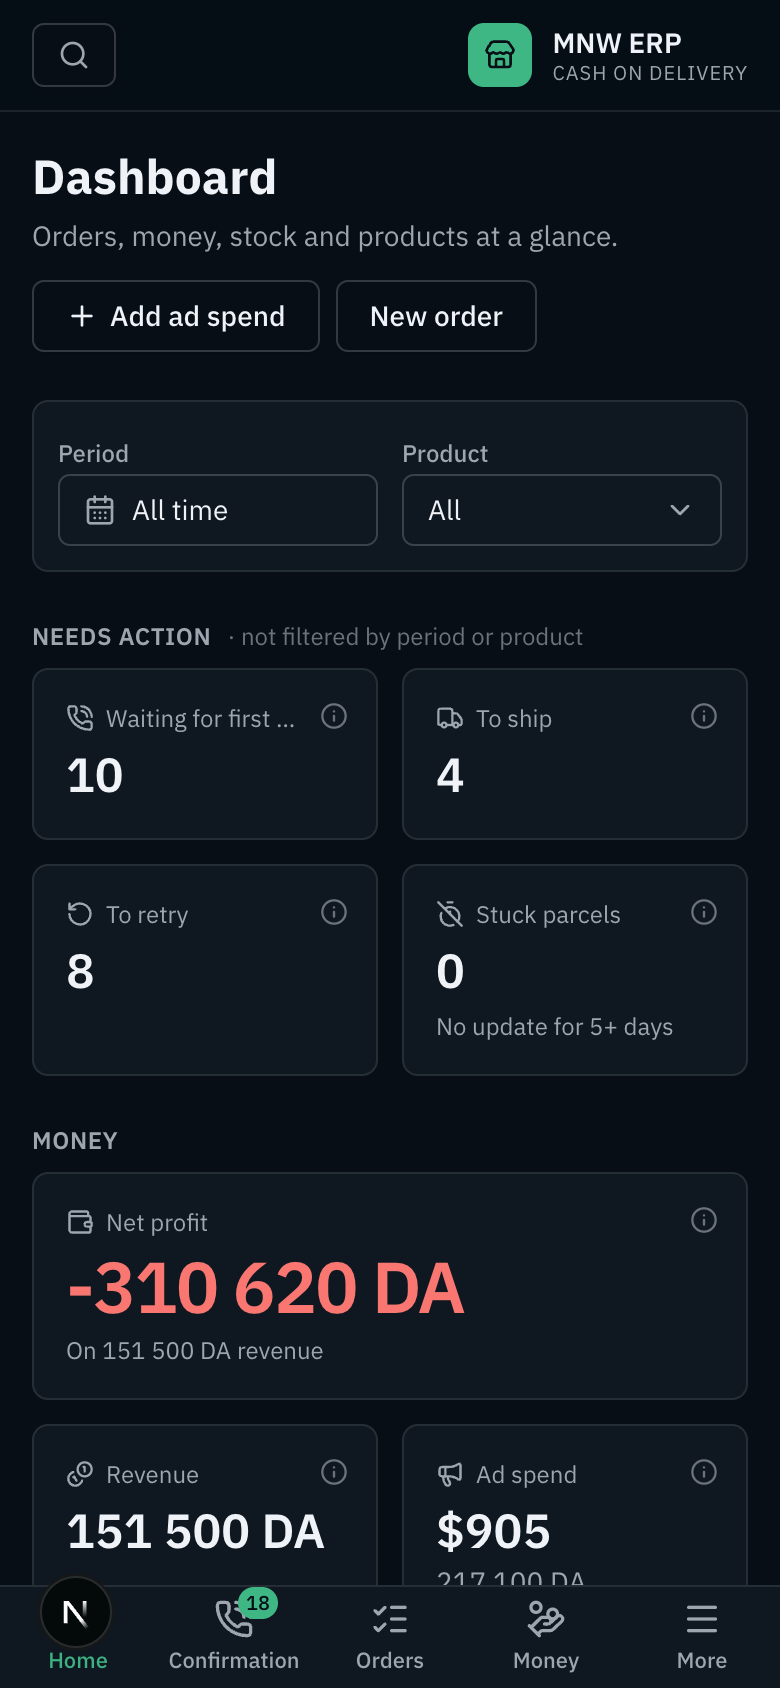 MNW ERP
CASH ON DELIVERY
Dashboard
Orders, money, stock and products at a glance.
Add ad spend
New order
Period
Product
All time
All
NEEDS ACTION · not filtered by period or product
Waiting for first ...
10
To ship
4
To retry
8
Stuck parcels
0
No update for 5+ days
MONEY
Net profit
-310 620 DA
On 151 500 DA revenue
Revenue
151 500 DA
Ad spend
$905
217 100 DA
N
18
Home
Confirmation
Orders
Money
More